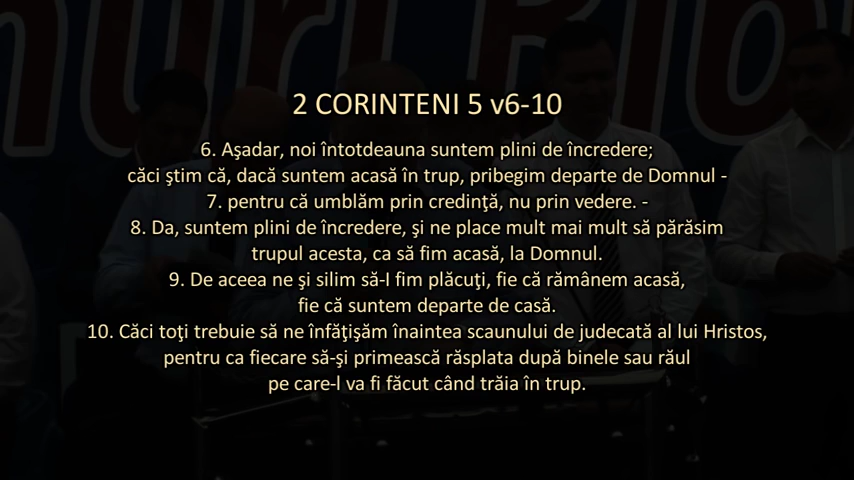 2 CORINTENI 5 v6-10
6. Aşadar, noi întotdeauna suntem plini de încredere;
căci ştim că, dacă suntem acasă în trup, pribegim departe de Domnul -
7. pentru că umblăm prin credinţă, nu prin vedere. -
8. Da, suntem plini de încredere, şi ne place mult mai mult să părăsim
trupul acesta, ca să fim acasă, la Domnul.
9. De aceea ne şi silim să-I fim plăcuţi, fie că rămânem acasă,
fie că suntem departe de casă.
10. Căci toţi trebuie să ne înfăţişăm înaintea scaunului de judecată al lui Hristos,
pentru ca fiecare să-şi primească răsplata după binele sau răul
pe care-l va fi făcut când trăia în trup.